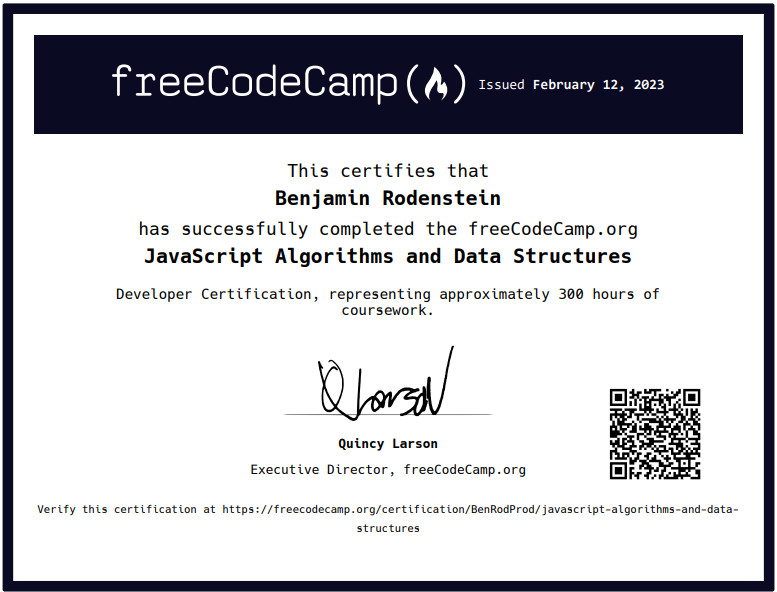 freeCodeCamp Issued February 12, 2023
This certifies that
Benjamin Rodenstein
has successfully completed the freeCodeCamp.org
JavaScript Algorithms and Data Structures
Developer Certification, representing approximately 300 hours of
coursework.
Q Larson
Quincy Larson
Executive Director, freeCodeCamp.org
Verify this certification at https://freecodecamp.org/certification/BenRodProd/javascript-algorithms-and-data-
structures